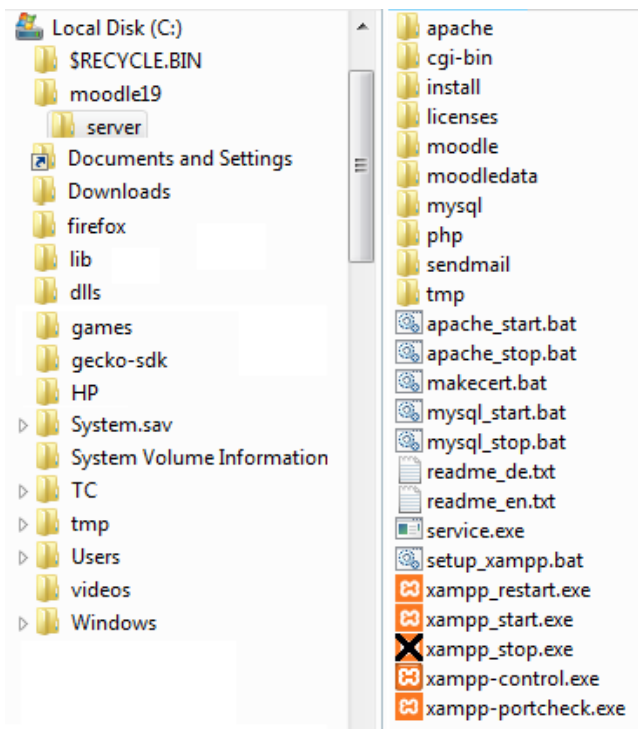 Local Disk (C:)
$RECYCLE.BIN
moodle19
server
Documents and Settings
Downloads
firefox
lib
dlls
games
gecko-sdk
HP
System.sav
System Volume Information
TC
tmp
Users
videos
Windows
apache
cgi-bin
install
licenses
moodle
moodledata
mysql
php
sendmail
tmp
apache_start.bat
apache_stop.bat
makecert.bat
mysql_start.bat
mysql_stop.bat
readme_de.txt
readme_en.txt
service.exe
setup_xampp.bat
xampp_restart.exe
xampp_start.exe
xampp_stop.exe
xampp-control.exe
xampp-portcheck.exe